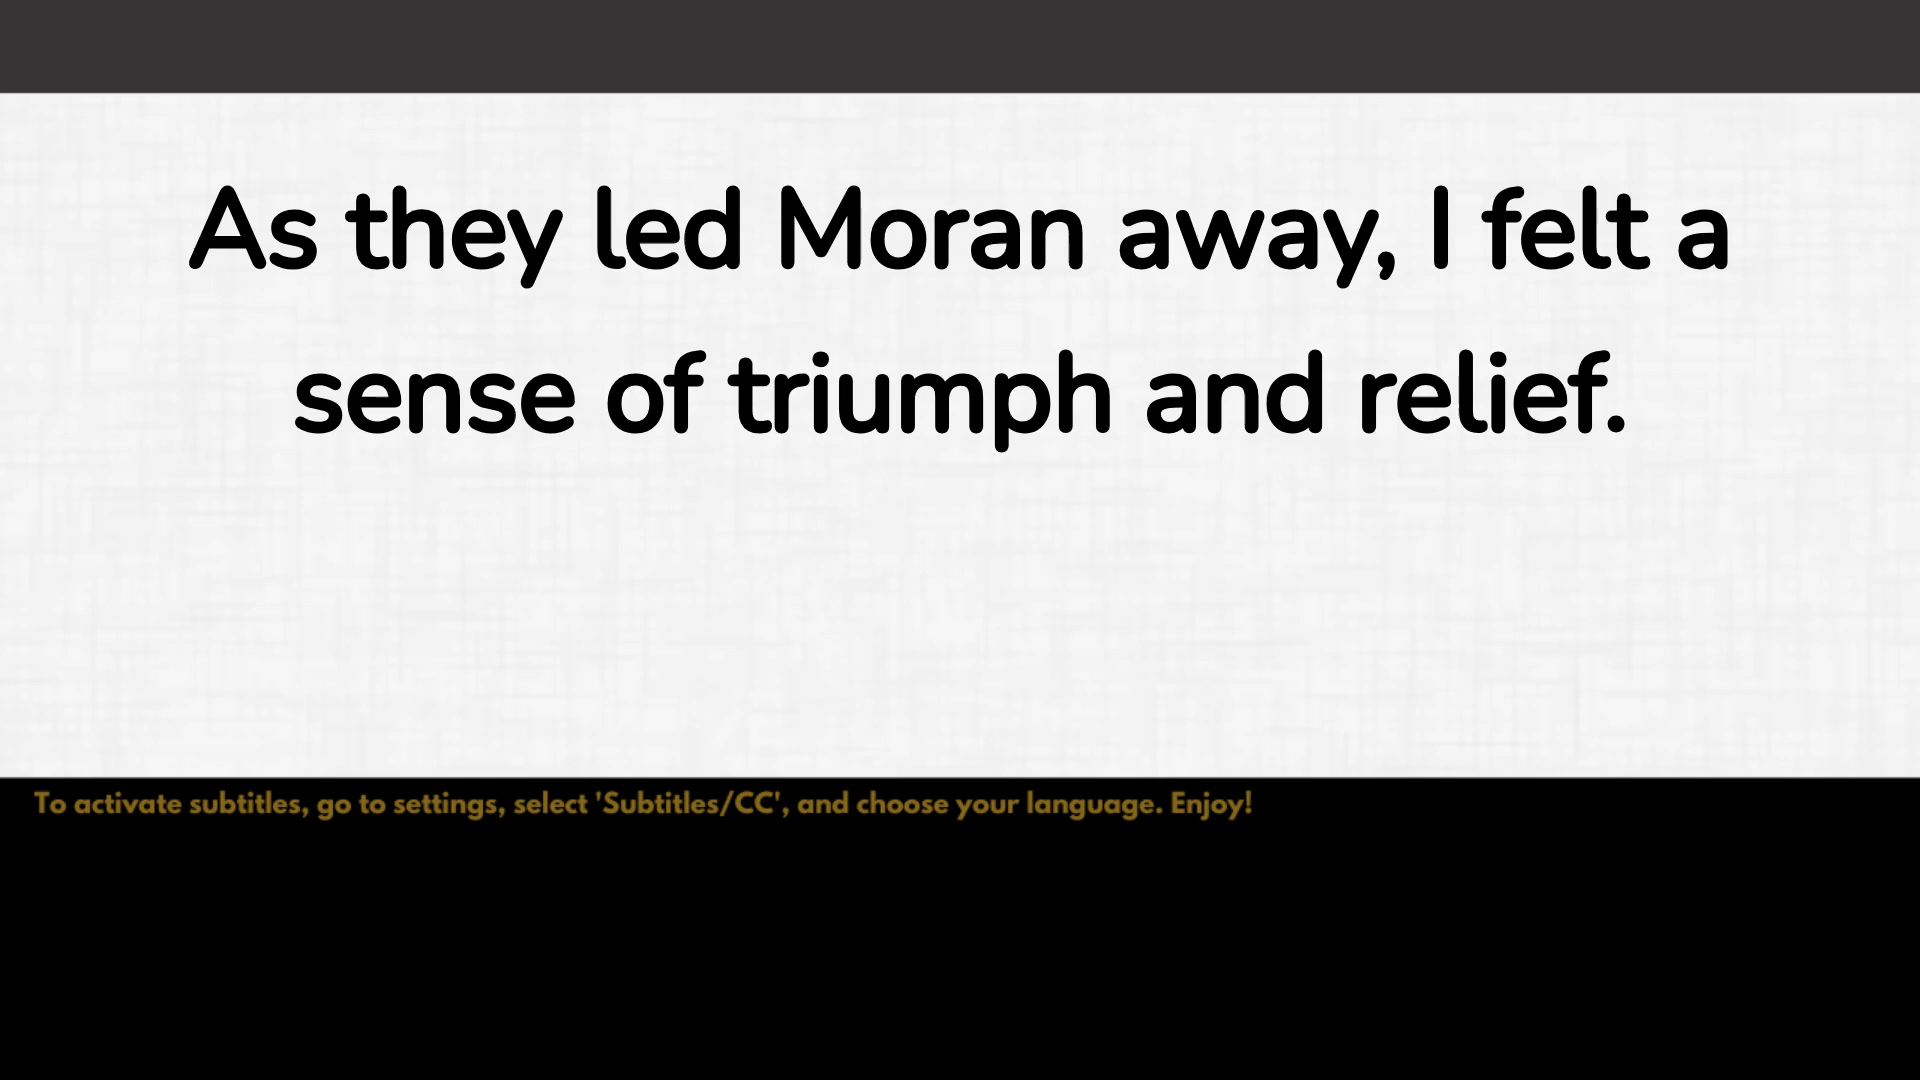 As they led Moran away, I felt a
sense of triumph and relief.
To activate subtitles, go to settings, select 'Subtitles/CC', and choose your language. Enjoy!